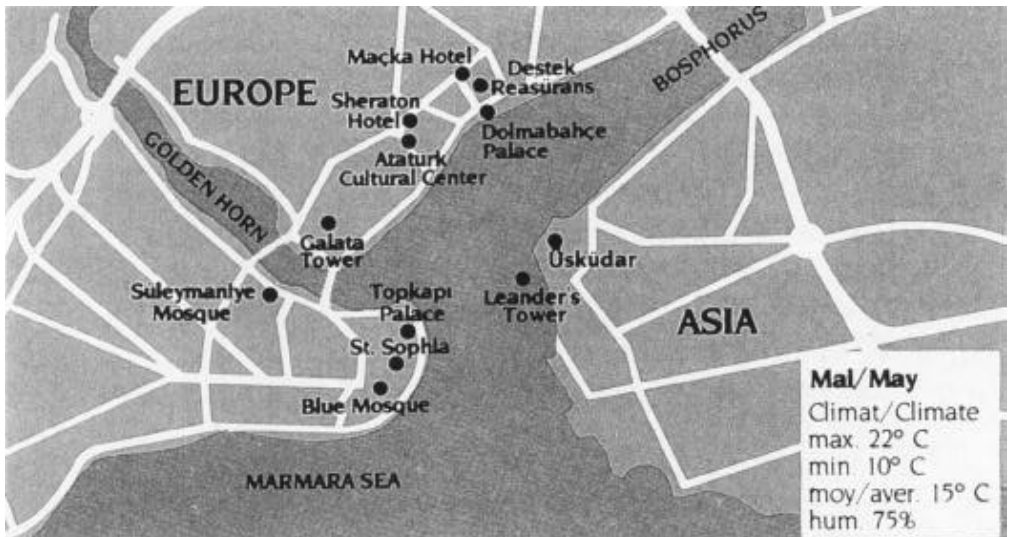 BOSPHORUS
Maçka Hotel
Destek
Reasürans
EUROPE
Sheraton
Hotel
Dolmabahçe
Palace
Ataturk
Cultural Center
GOLDEN HORN
Galata
Tower
Üsküdar
Süleymaniye
Mosque
Topkapı
Palace
Leander's
Tower
ASIA
St. Sophia
Blue Mosque
MARMARA SEA
Mai/May
Climat/Climate
max. 22° C
min. 10° C
moy/aver. 15° C
hum. 75%